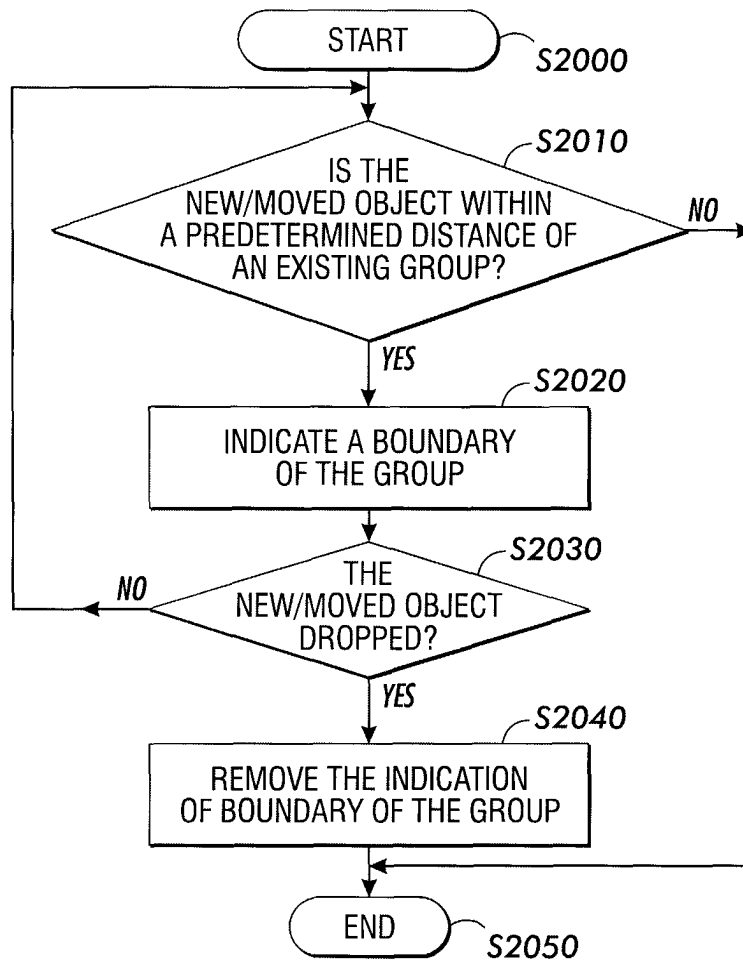 START
S2000
S2010
IS THE
NEW/MOVED OBJECT WITHIN
A PREDETERMINED DISTANCE OF
AN EXISTING GROUP?
NO
YES
S2020
INDICATE A BOUNDARY
OF THE GROUP
S2030
THE
NEW/MOVED OBJECT
DROPPED?
NO
YES
S2040
REMOVE THE INDICATION
OF BOUNDARY OF THE GROUP
END
S2050